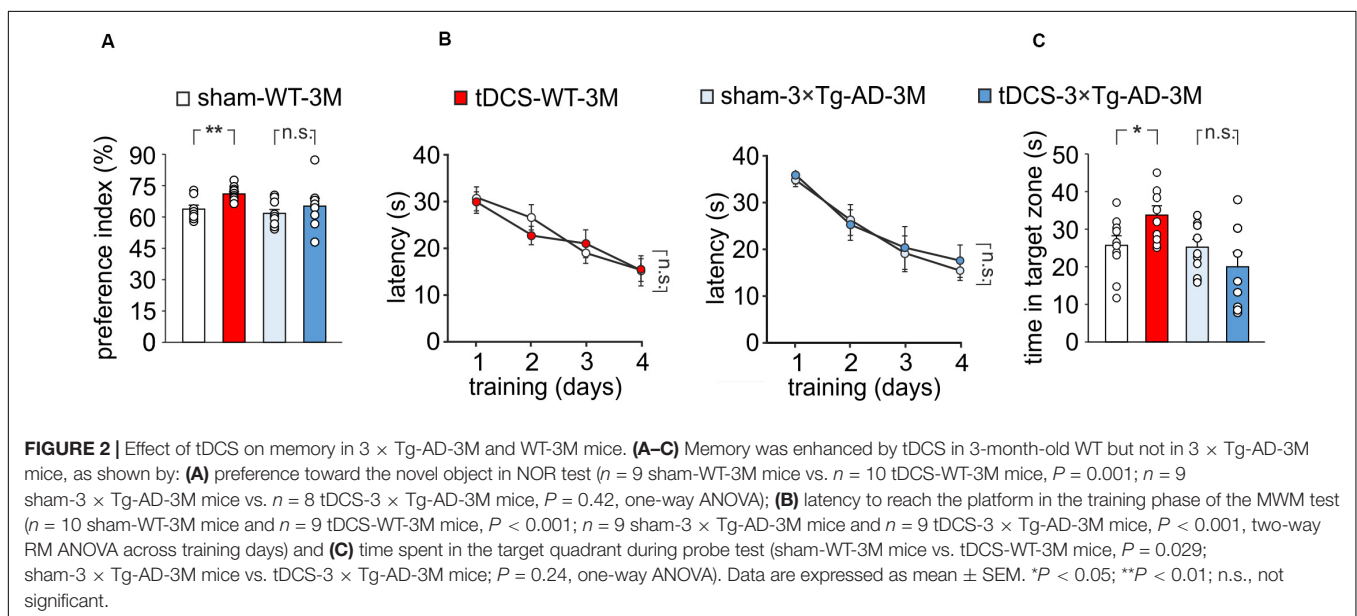 A
B
C
sham-WT-3M
tDCS-WT-3M
sham-3×Tg-AD-3M
tDCS-3×Tg-AD-3M
preference index (%)
90
75
60
45
30
15
0
**
n.s.
latency (s)
40
30
20
10
0
1 2 3 4
training (days)
n.s.
latency (s)
40
30
20
10
0
1 2 3 4
training (days)
n.s.
time in target zone (s)
50
40
30
20
10
0
*
n.s.
FIGURE 2 | Effect of tDCS on memory in 3 × Tg-AD-3M and WT-3M mice. (A–C) Memory was enhanced by tDCS in 3-month-old WT but not in 3 × Tg-AD-3M
mice, as shown by: (A) preference toward the novel object in NOR test (n = 9 sham-WT-3M mice vs. n = 10 tDCS-WT-3M mice, P = 0.001; n = 9
sham-3 × Tg-AD-3M mice vs. n = 8 tDCS-3 × Tg-AD-3M mice, P = 0.42, one-way ANOVA); (B) latency to reach the platform in the training phase of the MWM test
(n = 10 sham-WT-3M mice and n = 9 tDCS-WT-3M mice, P < 0.001; n = 9 sham-3 × Tg-AD-3M mice and n = 9 tDCS-3 × Tg-AD-3M mice, P < 0.001, two-way
RM ANOVA across training days) and (C) time spent in the target quadrant during probe test (sham-WT-3M mice vs. tDCS-WT-3M mice, P = 0.029;
sham-3 × Tg-AD-3M mice vs. tDCS-3 × Tg-AD-3M mice; P = 0.24, one-way ANOVA). Data are expressed as mean ± SEM. *P < 0.05; **P < 0.01; n.s., not
significant.